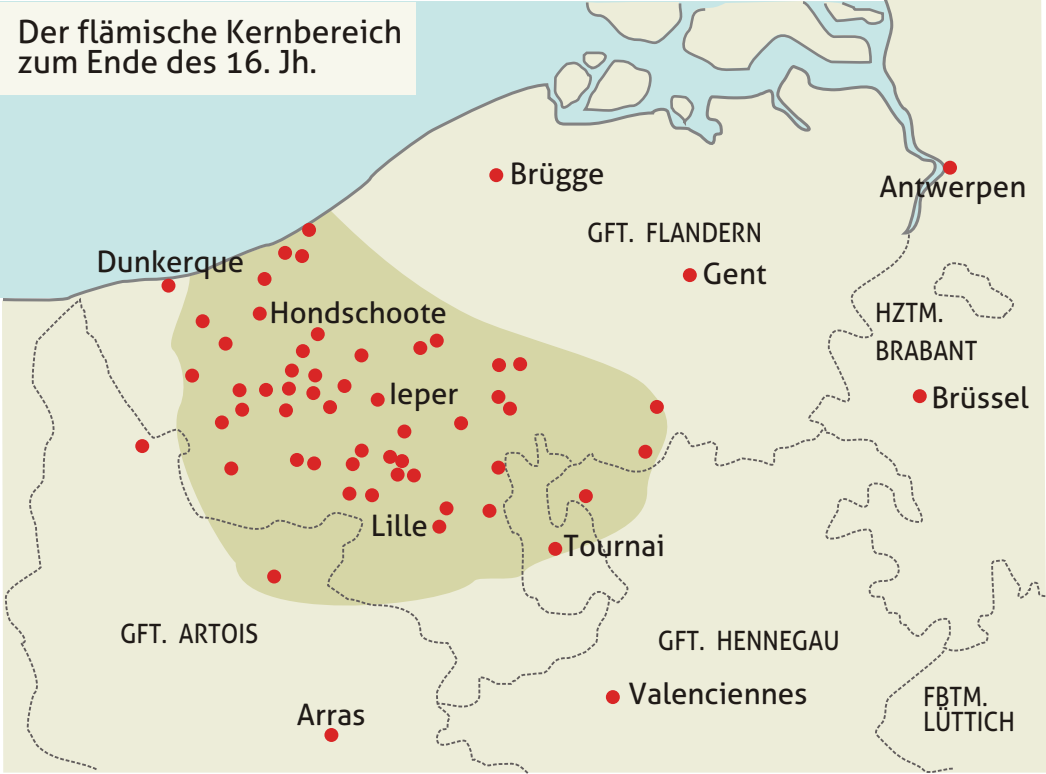 Der flämische Kernbereich
zum Ende des 16. Jh.
Brügge
Antwerpen
GFT. FLANDERN
Dunkerque
Gent
Hondschoote
HZTM.
BRABANT
Ieper
Brüssel
Lille
Tournai
GFT. ARTOIS
GFT. HENNEGAU
Valenciennes
FBTM.
LÜTTICH
Arras